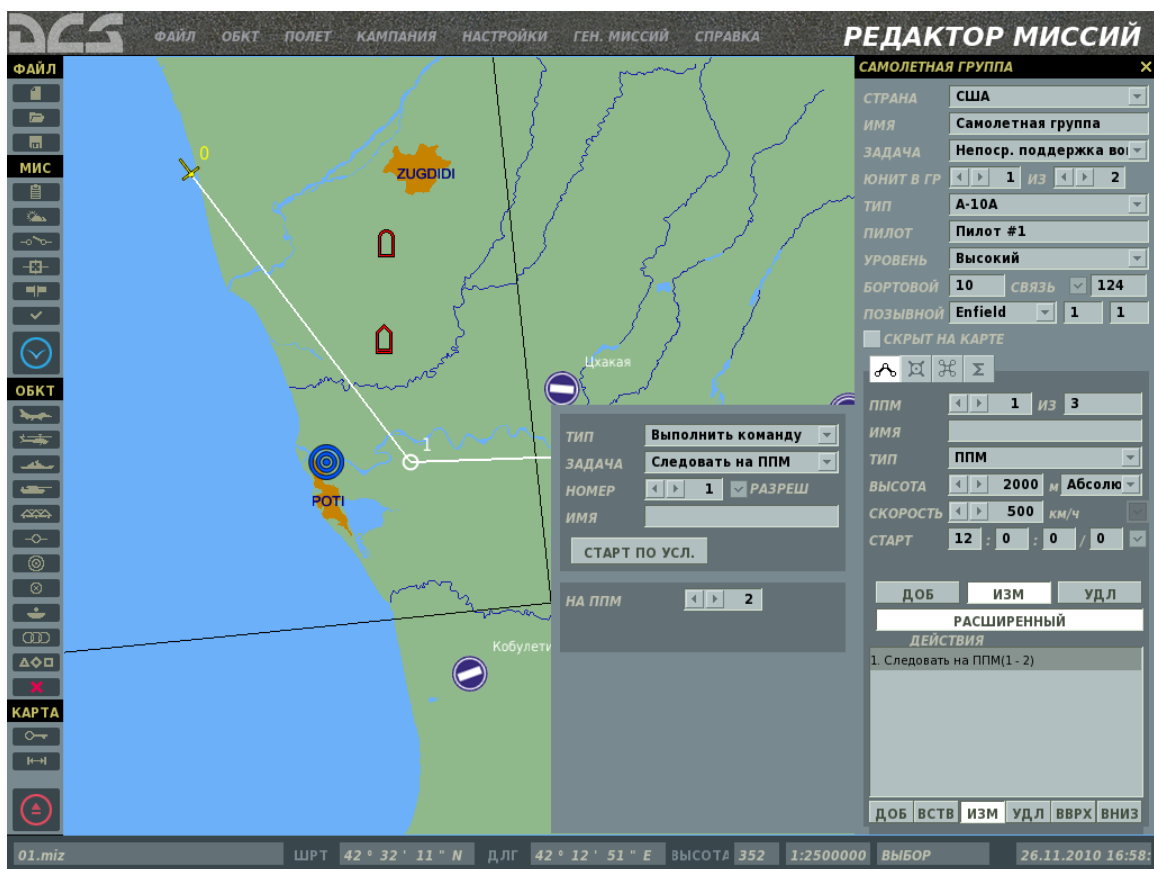 DCS ФАЙЛ ОБКТ ПОЛЕТ КАМПАНИЯ НАСТРОЙКИ ГЕН. МИССИЙ СПРАВКА РЕДАКТОР МИССИЙ
ФАЙЛ
МИС
ОБКТ
КАРТА
0
ZUGDIDI
Цхакая
1
POTI
Кобулети
ТИП Выполнить команду
ЗАДАЧА Следовать на ППМ
НОМЕР 1 РАЗРЕШ
ИМЯ
СТАРТ ПО УСЛ.
НА ППМ 2
САМОЛЕТНАЯ ГРУППА ×
СТРАНА США
ИМЯ Самолетная группа
ЗАДАЧА Непоср. поддержка во
ЮНИТ В ГР 1 ИЗ 2
ТИП A-10A
ПИЛОТ Пилот #1
УРОВЕНЬ Высокий
БОРТОВОЙ 10 СВЯЗЬ 124
ПОЗЫВНОЙ Enfield 1 1
СКРЫТ НА КАРТЕ
Σ
ППМ 1 ИЗ 3
ИМЯ
ТИП ППМ
ВЫСОТА 2000 м Абсолю
СКОРОСТЬ 500 км/ч
СТАРТ 12 : 0 : 0 / 0
ДОБ ИЗМ УДЛ
РАСШИРЕННЫЙ
ДЕЙСТВИЯ
1. Следовать на ППМ(1 - 2)
ДОБ ВСТВ ИЗМ УДЛ ВВРХ ВНИЗ
01.miz ШРТ 42 ° 32 ' 11 " N ДЛГ 42 ° 12 ' 51 " E ВЫСОТА 352 1:2500000 ВЫБОР 26.11.2010 16:58: